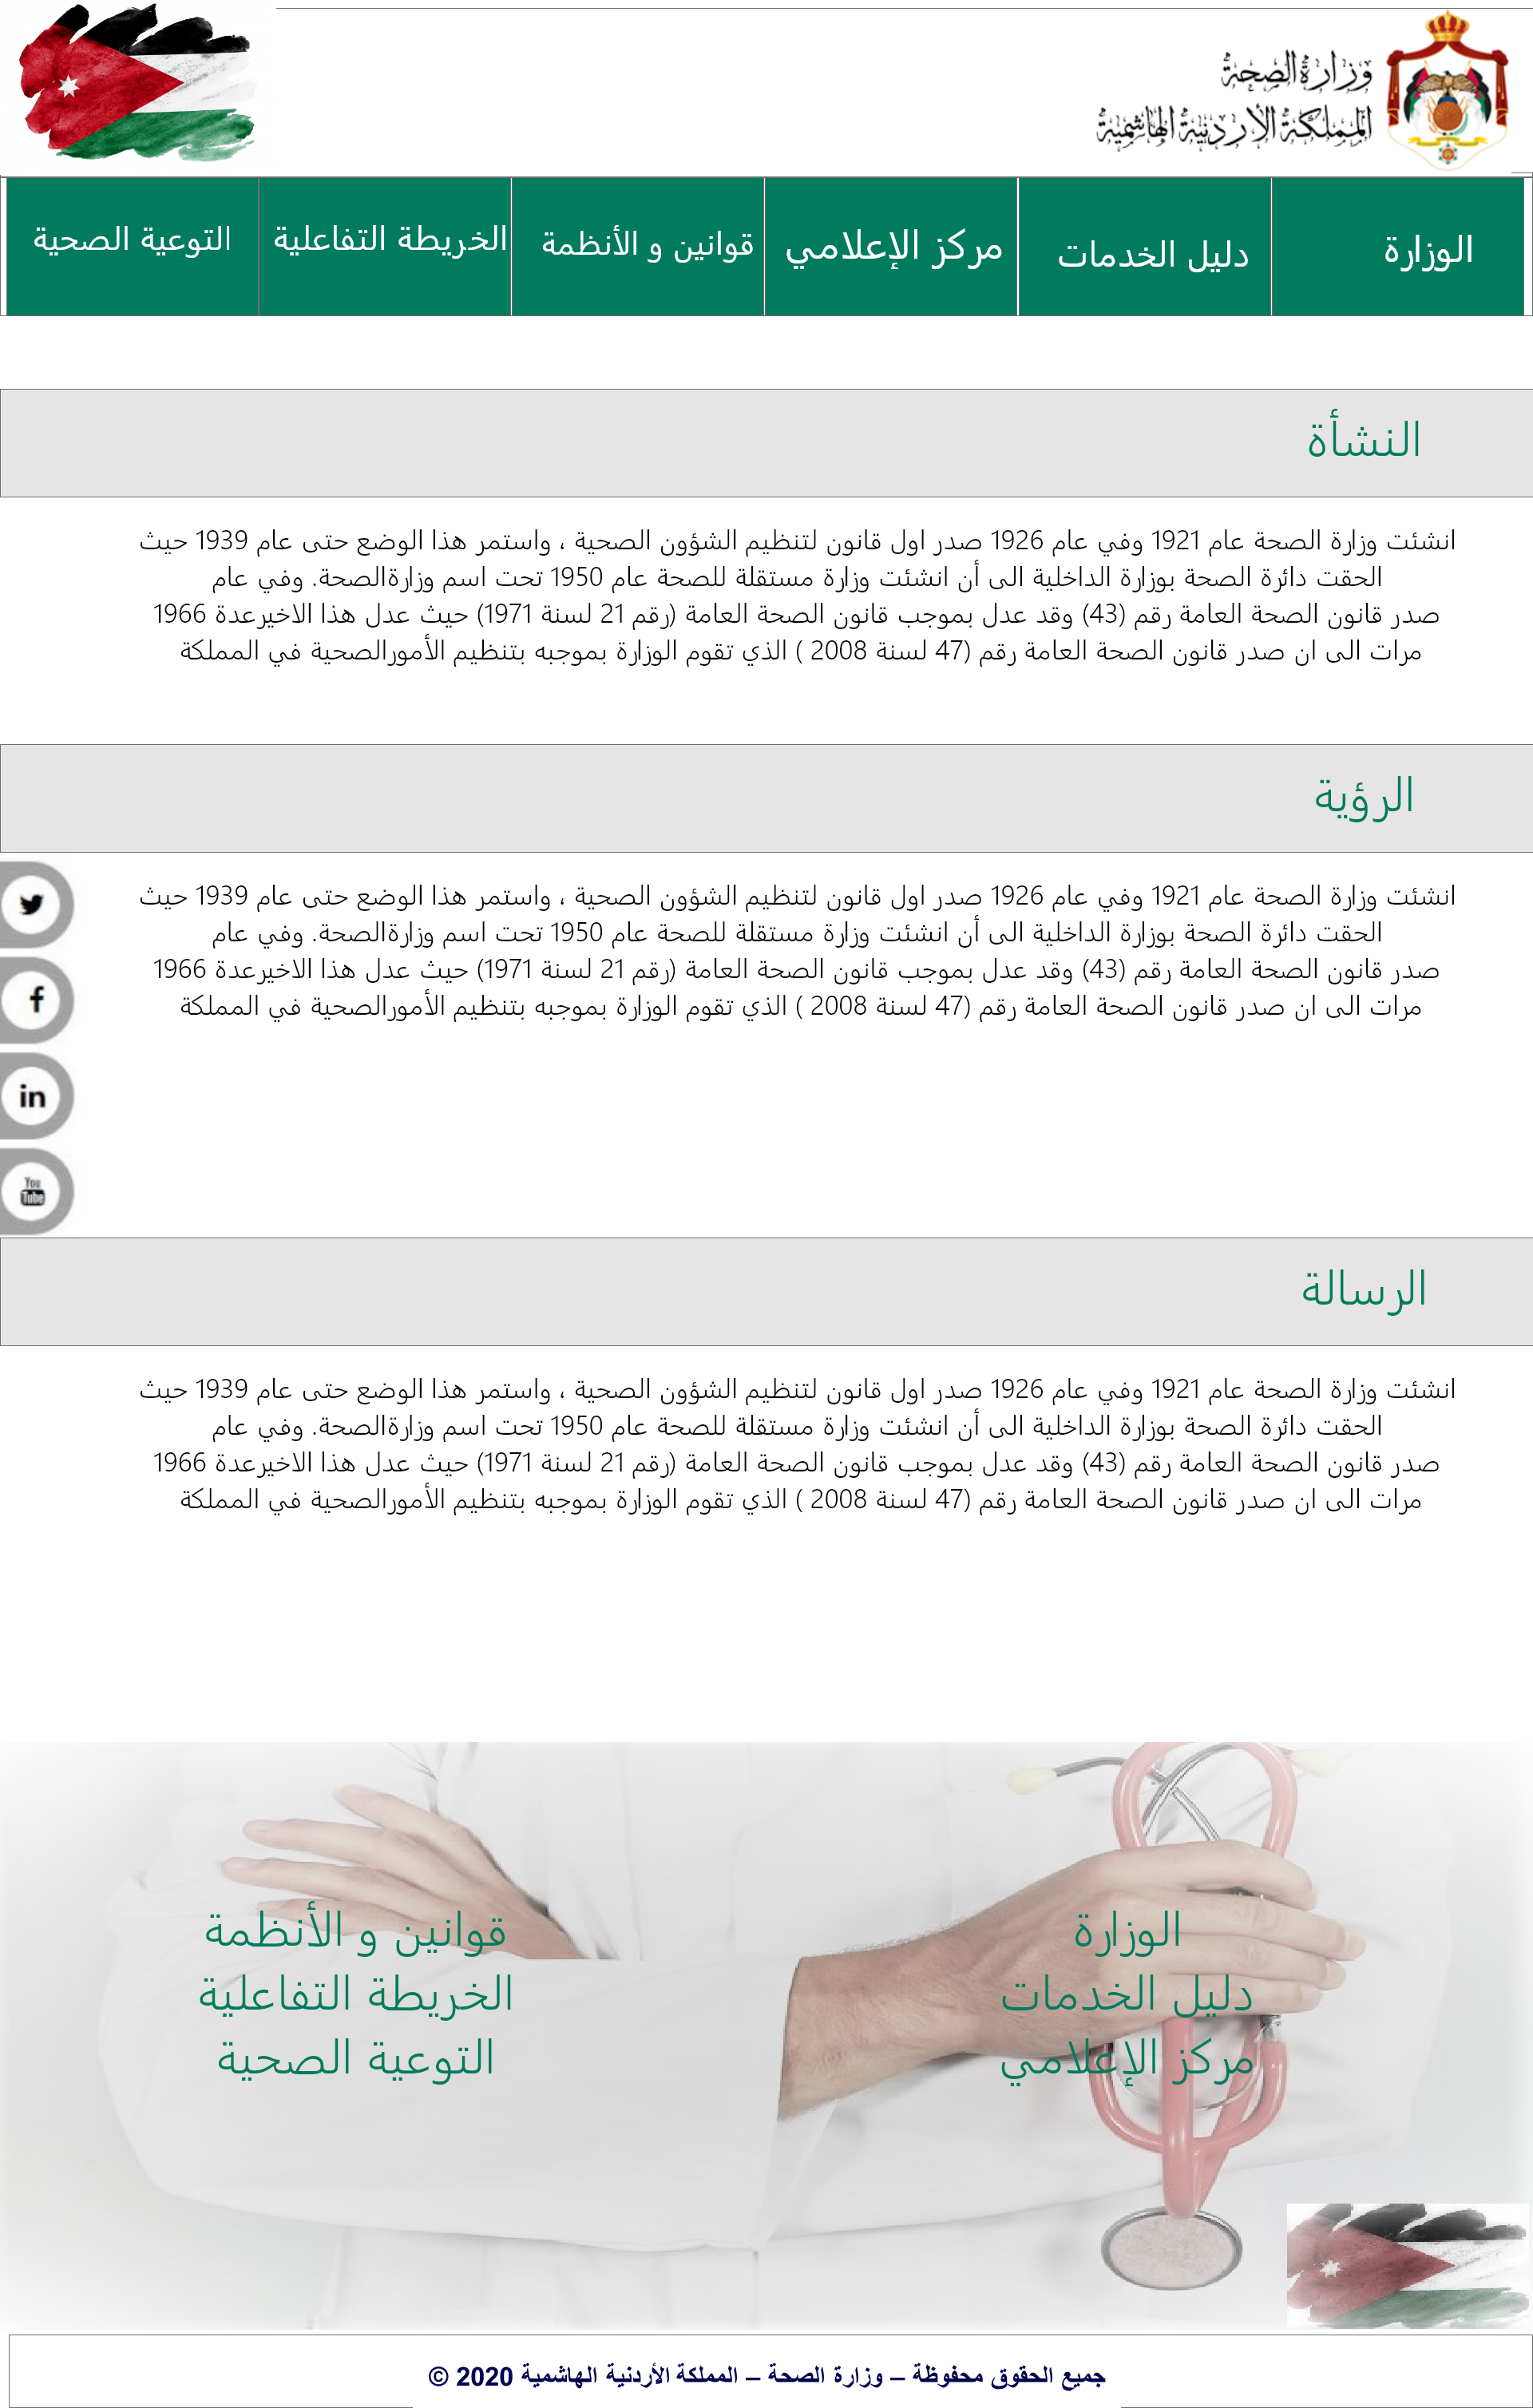 وزارة الصحة
المملكة الأردنية الهاشمية
الوزارة
دليل الخدمات
مركز الإعلامي
قوانين و الأنظمة
الخريطة التفاعلية
التوعية الصحية
النشأة
انشئت وزارة الصحة عام 1921 وفي عام 1926 صدر اول قانون لتنظيم الشؤون الصحية ، واستمر هذا الوضع حتى عام 1939 حيث
الحقت دائرة الصحة بوزارة الداخلية الى أن انشئت وزارة مستقلة للصحة عام 1950 تحت اسم وزارةالصحة. وفي عام
صدر قانون الصحة العامة رقم (43) وقد عدل بموجب قانون الصحة العامة (رقم 21 لسنة 1971) حيث عدل هذا الاخيرعدة 1966
مرات الى ان صدر قانون الصحة العامة رقم (47 لسنة 2008 ) الذي تقوم الوزارة بموجبه بتنظيم الأمورالصحية في المملكة
الرؤية
انشئت وزارة الصحة عام 1921 وفي عام 1926 صدر اول قانون لتنظيم الشؤون الصحية ، واستمر هذا الوضع حتى عام 1939 حيث
الحقت دائرة الصحة بوزارة الداخلية الى أن انشئت وزارة مستقلة للصحة عام 1950 تحت اسم وزارةالصحة. وفي عام
صدر قانون الصحة العامة رقم (43) وقد عدل بموجب قانون الصحة العامة (رقم 21 لسنة 1971) حيث عدل هذا الاخيرعدة 1966
مرات الى ان صدر قانون الصحة العامة رقم (47 لسنة 2008 ) الذي تقوم الوزارة بموجبه بتنظيم الأمورالصحية في المملكة
f
in
You
Tube
الرسالة
انشئت وزارة الصحة عام 1921 وفي عام 1926 صدر اول قانون لتنظيم الشؤون الصحية ، واستمر هذا الوضع حتى عام 1939 حيث
الحقت دائرة الصحة بوزارة الداخلية الى أن انشئت وزارة مستقلة للصحة عام 1950 تحت اسم وزارةالصحة. وفي عام
صدر قانون الصحة العامة رقم (43) وقد عدل بموجب قانون الصحة العامة (رقم 21 لسنة 1971) حيث عدل هذا الاخيرعدة 1966
مرات الى ان صدر قانون الصحة العامة رقم (47 لسنة 2008 ) الذي تقوم الوزارة بموجبه بتنظيم الأمورالصحية في المملكة
الوزارة
دليل الخدمات
مركز الإعلامي
قوانين و الأنظمة
الخريطة التفاعلية
التوعية الصحية
جميع الحقوق محفوظة – وزارة الصحة – المملكة الأردنية الهاشمية 2020 ©